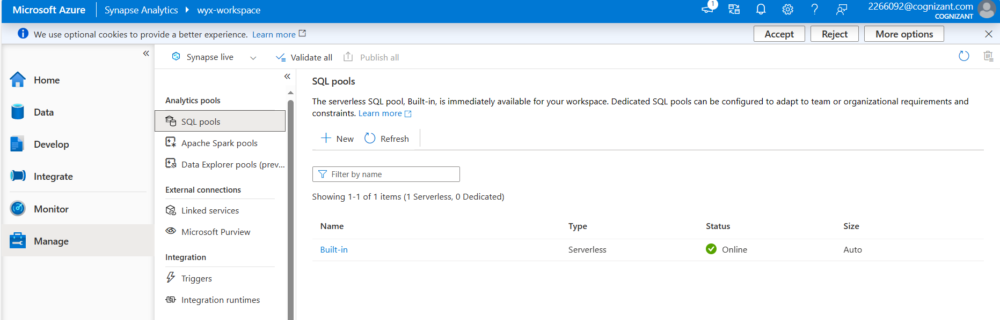 Microsoft Azure
Synapse Analytics
wyx-workspace
1
2266092@cognizant.com
COGNIZANT
We use optional cookies to provide a better experience. Learn more
Accept
Reject
More options
Synapse live
Validate all
Publish all
Home
Data
Develop
Integrate
Monitor
Manage
Analytics pools
SQL pools
Apache Spark pools
Data Explorer pools (prev...
External connections
Linked services
Microsoft Purview
Integration
Triggers
Integration runtimes
SQL pools
The serverless SQL pool, Built-in, is immediately available for your workspace. Dedicated SQL pools can be configured to adapt to team or organizational requirements and
constraints. Learn more
New
Refresh
Filter by name
Showing 1-1 of 1 items (1 Serverless, 0 Dedicated)
Name Type Status Size
Built-in Serverless Online Auto